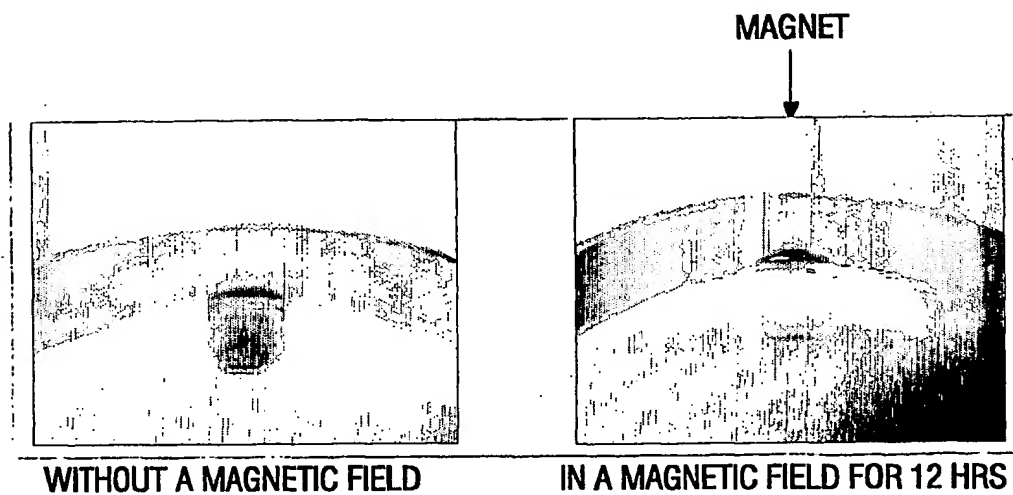 MAGNET
WITHOUT A MAGNETIC FIELD
IN A MAGNETIC FIELD FOR 12 HRS